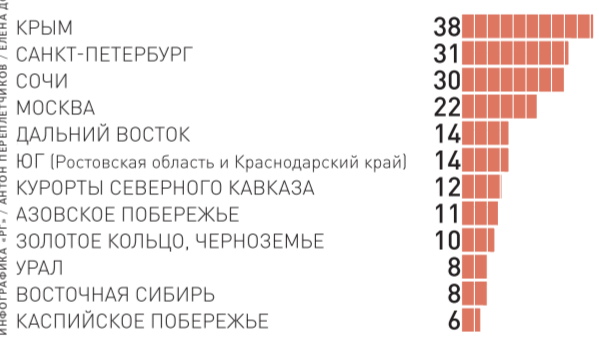 КРЫМ 38
САНКТ-ПЕТЕРБУРГ 31
СОЧИ 30
МОСКВА 22
ДАЛЬНИЙ ВОСТОК 14
ЮГ (Ростовская область и Краснодарский край) 14
КУРОРТЫ СЕВЕРНОГО КАВКАЗА 12
АЗОВСКОЕ ПОБЕРЕЖЬЕ 11
ЗОЛОТОЕ КОЛЬЦО, ЧЕРНОЗЕМЬЕ 10
УРАЛ 8
ВОСТОЧНАЯ СИБИРЬ 8
КАСПИЙСКОЕ ПОБЕРЕЖЬЕ 6
ИНФОГРАФИКА «РГ» / АНТОН ПЕРЕПЛЕТЧИКОВ / ЕЛЕНА